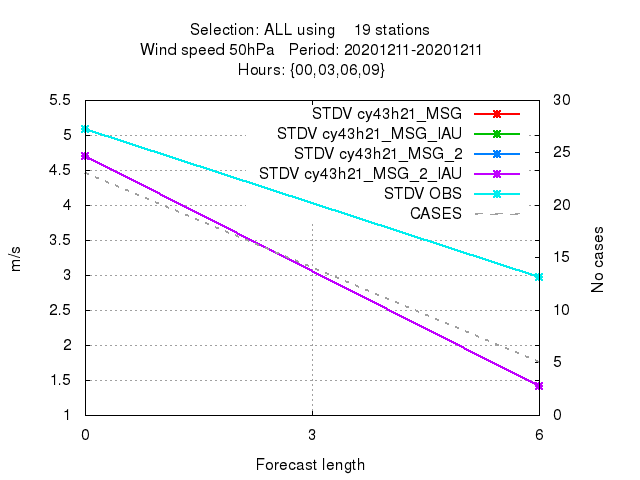 Selection: ALL using 19 stations
Wind speed 50hPa Period: 20201211-20201211
Hours: {00,03,06,09}
STDV cy43h21_MSG
STDV cy43h21_MSG_IAU
STDV cy43h21_MSG_2
STDV cy43h21_MSG_2_IAU
STDV OBS
CASES
5.5
5
4.5
4
3.5
3
2.5
2
1.5
1
m/s
30
25
20
15
10
5
0
No cases
0 3 6
Forecast length